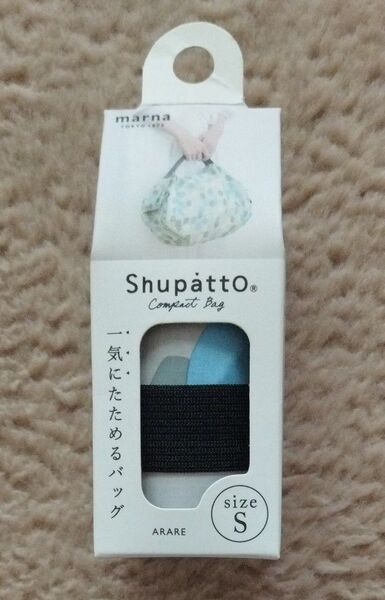 marna
TOKYO 1872
Shupatto®
Compact Bag
一気にたためるバッグ
size
S
ARARE